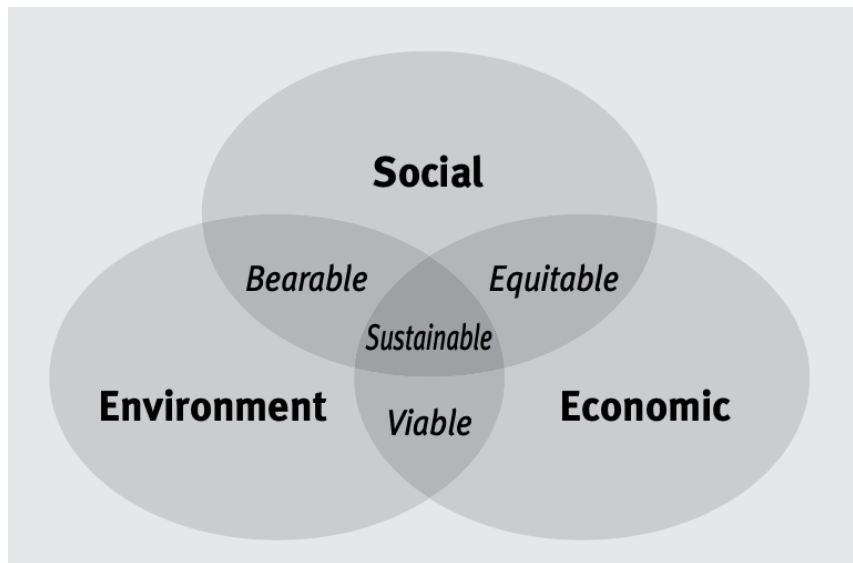 Social
Bearable
Equitable
Sustainable
Environment
Viable
Economic